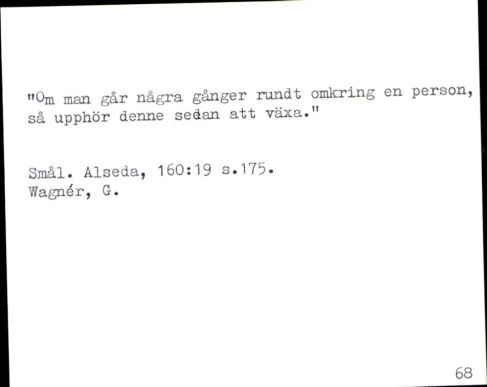 "Om man går några gånger rundt omkring en person,
så upphör denne sedan att växa."
Smål. Alseda, 160:19 s.175.
Wagnér, G.
68